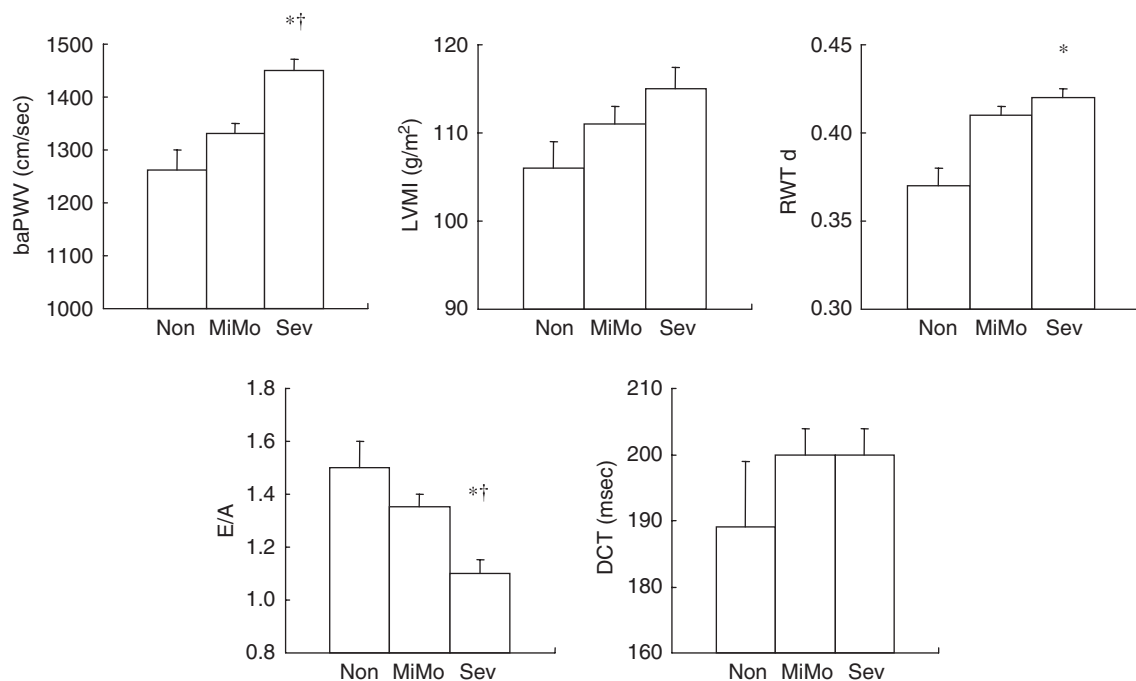 baPWV (cm/sec)
1500
1400
1300
1200
1100
1000
*†
Non MiMo Sev
LVMI (g/m²)
120
110
100
90
Non MiMo Sev
RWT d
0.45
0.40
0.35
0.30
*
Non MiMo Sev
E/A
1.8
1.6
1.4
1.2
1.0
0.8
*†
Non MiMo Sev
DCT (msec)
210
200
190
180
170
160
Non MiMo Sev